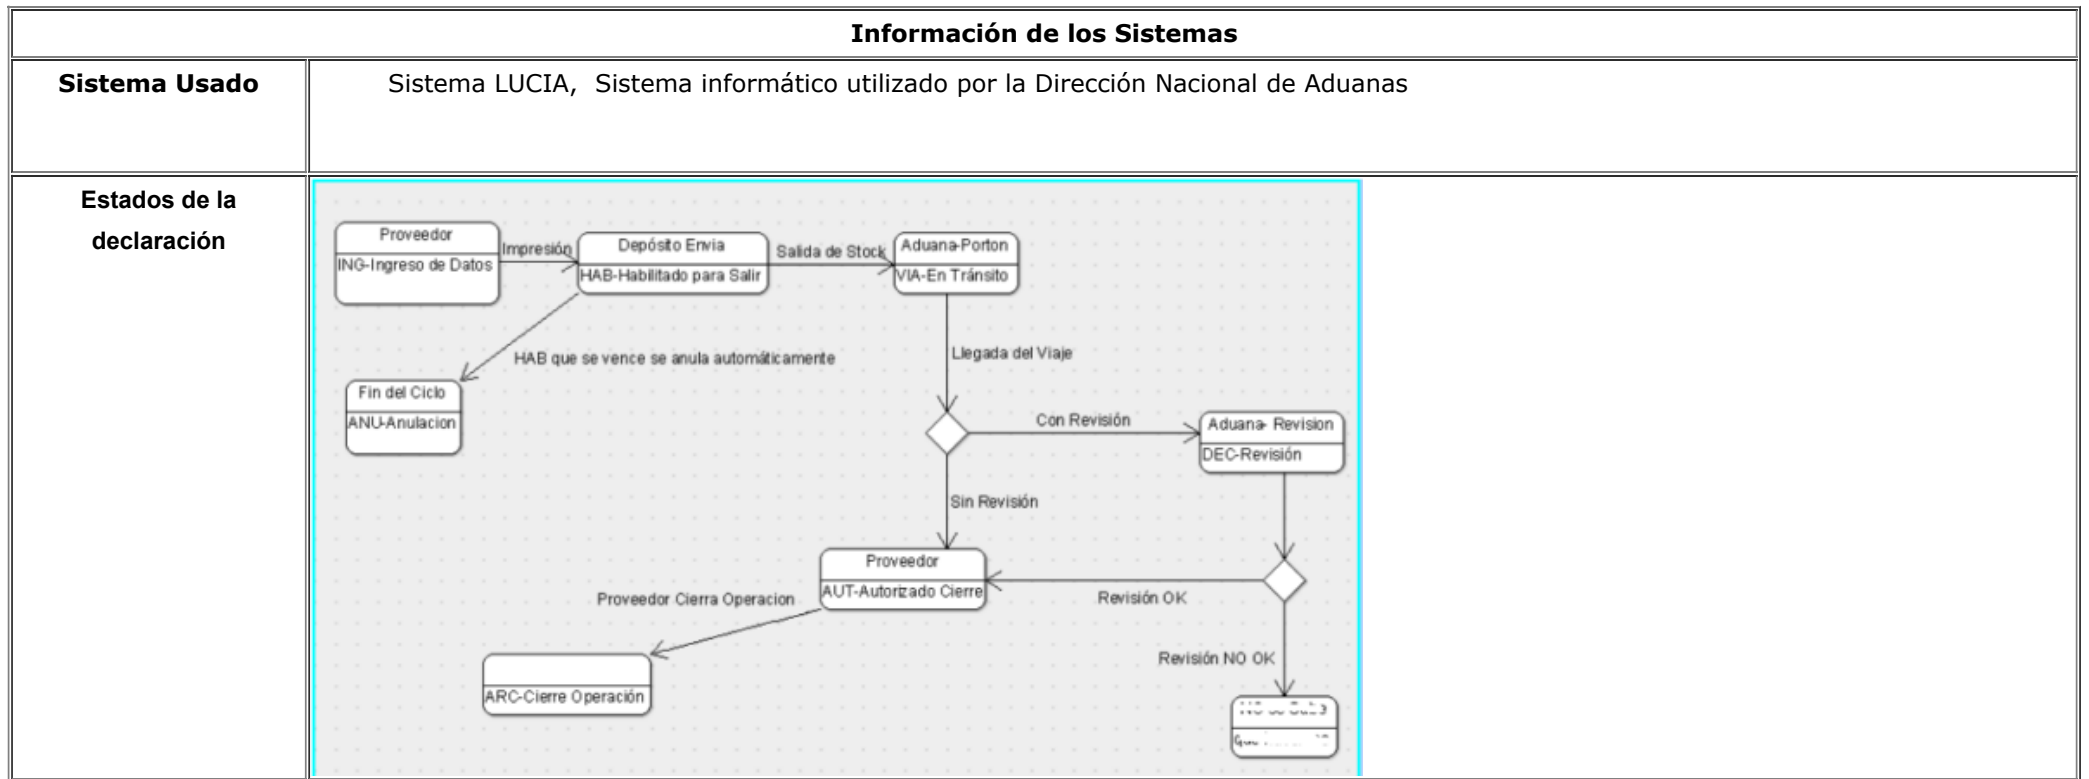 Información de los Sistemas
Sistema Usado
Sistema LUCIA, Sistema informático utilizado por la Dirección Nacional de Aduanas
Estados de la
declaración
Proveedor
ING-Ingreso de Datos
Impresión
Depósito Envia
HAB-Habilitado para Salir
Salida de Stock
Aduana-Porton
VIA-En Tránsito
HAB que se vence se anula automáticamente
Llegada del Viaje
Fin del Ciclo
ANU-Anulacion
Con Revisión
Aduana- Revision
DEC-Revisión
Sin Revisión
Proveedor
AUT-Autorizado Cierre
Proveedor Cierra Operacion
Revisión OK
Revisión NO OK
ARC-Cierre Operación